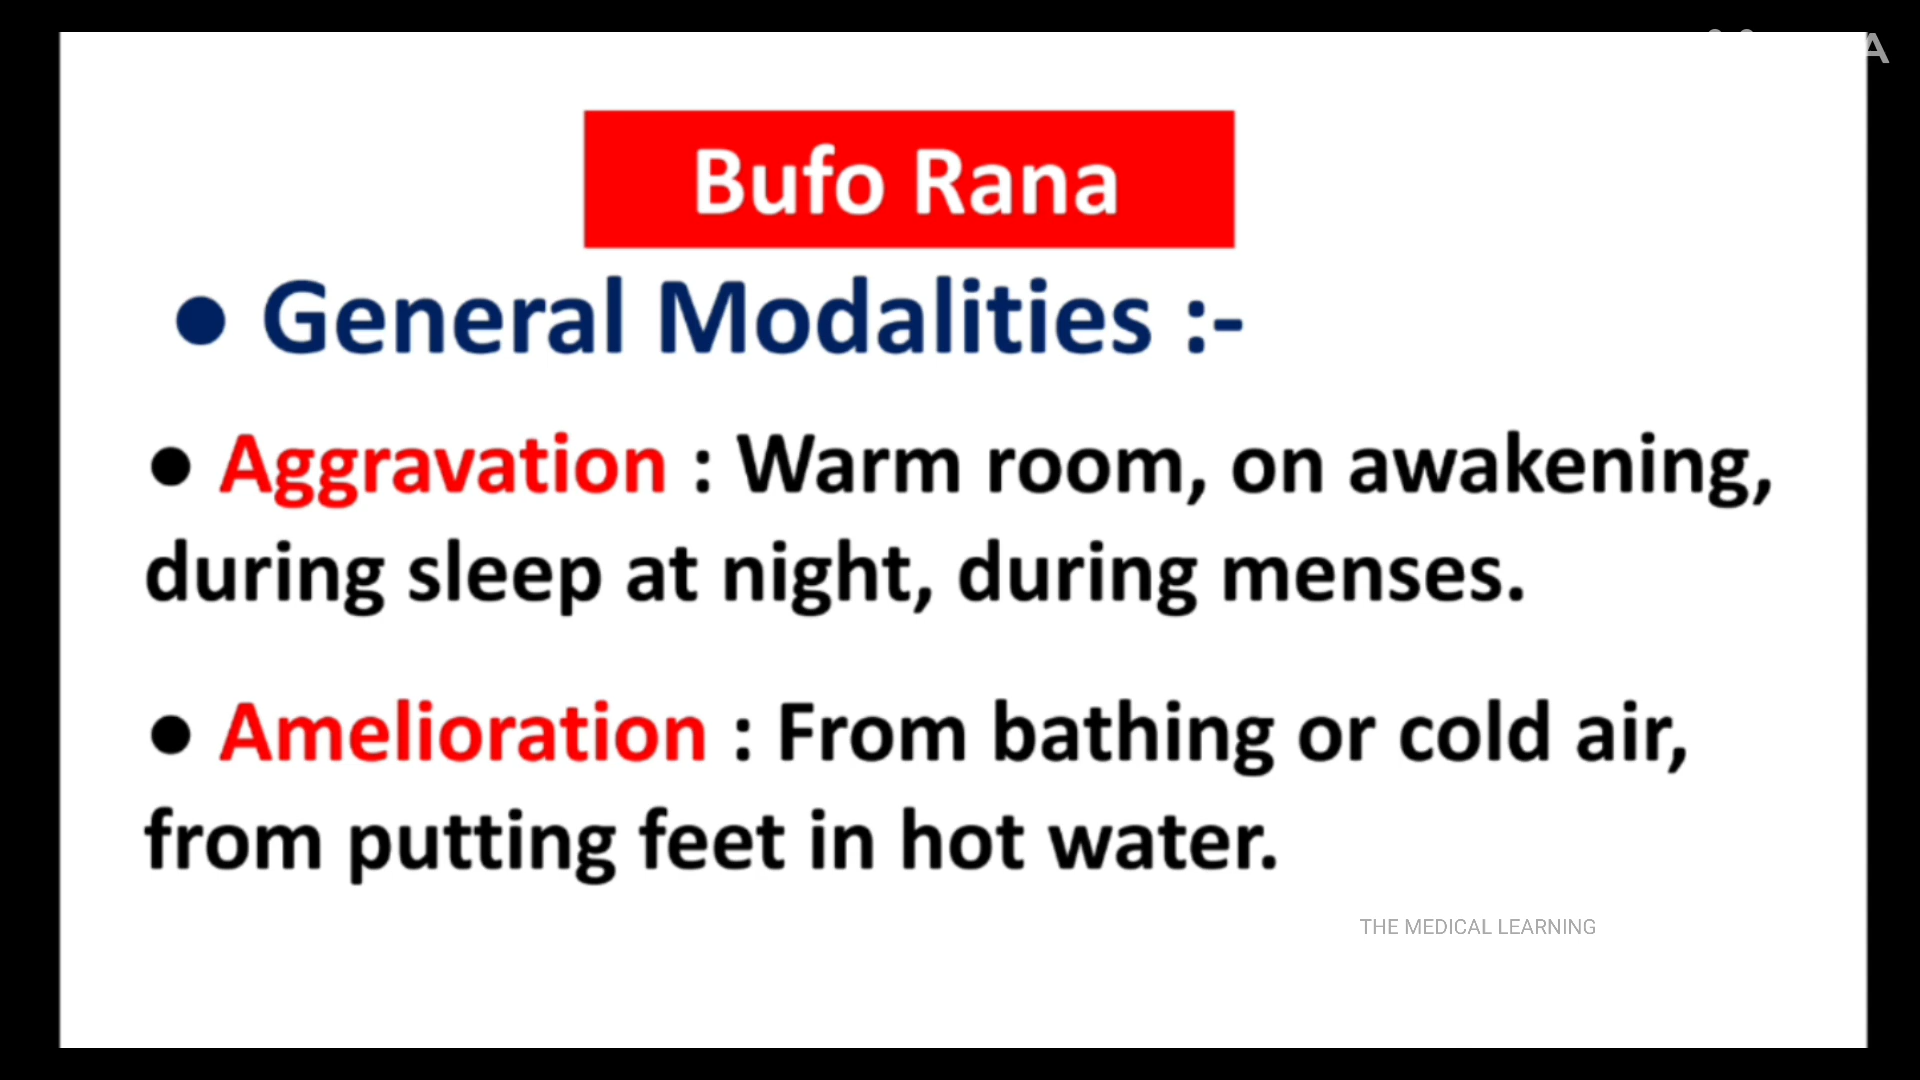 Bufo Rana
● General Modalities :-
● Aggravation : Warm room, on awakening,
during sleep at night, during menses.
● Amelioration : From bathing or cold air,
from putting feet in hot water.
THE MEDICAL LEARNING